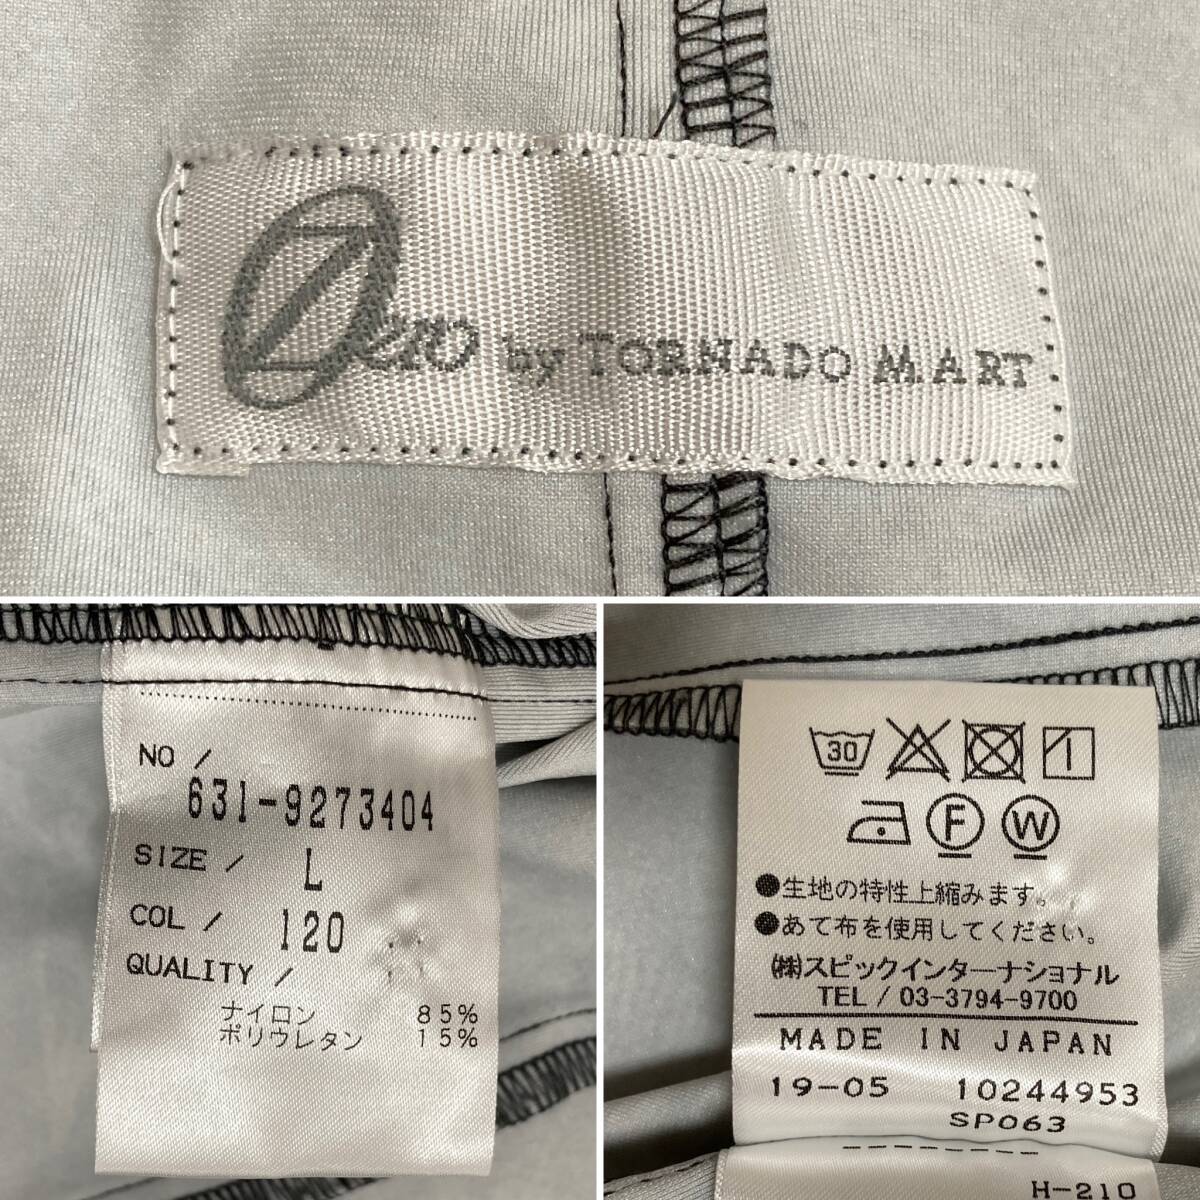 Zero by TORNADO MART
NO /
631-9273404
SIZE / L
COL / 120
QUALITY /
ナイロン 85%
ポリウレタン 15%
30
F W
●生地の特性上縮みます。
●あて布を使用してください。
㈱スピックインターナショナル
TEL / 03-3794-9700
MADE IN JAPAN
19-05 10244953
SP063
H-210